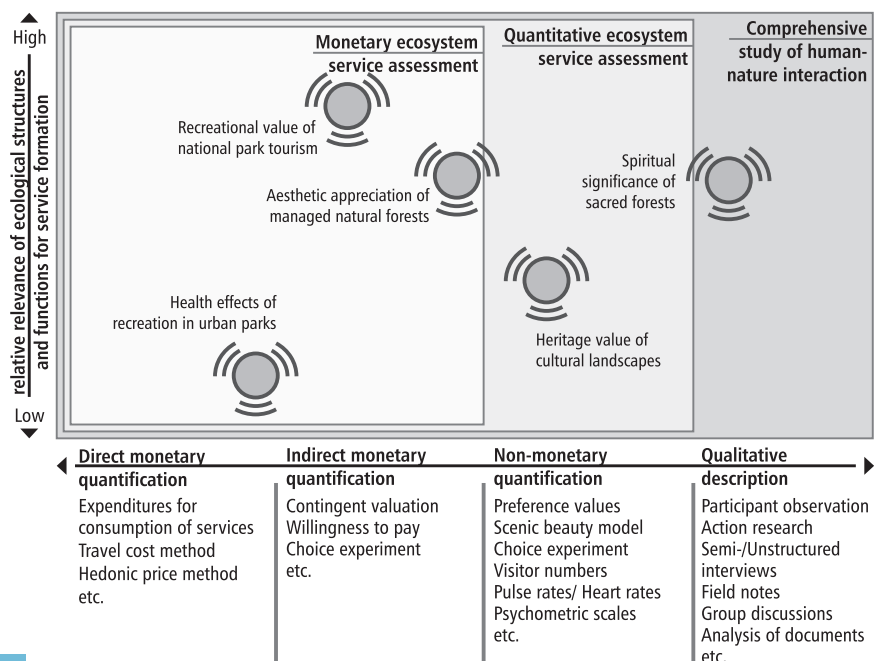 High
relative relevance of ecological structures
and functions for service formation
Low
Monetary ecosystem
service assessment
Quantitative ecosystem
service assessment
Comprehensive
study of human-
nature interaction
Recreational value of
national park tourism
Aesthetic appreciation of
managed natural forests
Spiritual
significance of
sacred forests
Health effects of
recreation in urban parks
Heritage value of
cultural landscapes
Direct monetary
quantification
Expenditures for
consumption of services
Travel cost method
Hedonic price method
etc.
Indirect monetary
quantification
Contingent valuation
Willingness to pay
Choice experiment
etc.
Non-monetary
quantification
Preference values
Scenic beauty model
Choice experiment
Visitor numbers
Pulse rates/ Heart rates
Psychometric scales
etc.
Qualitative
description
Participant observation
Action research
Semi-/Unstructured
interviews
Field notes
Group discussions
Analysis of documents
etc.